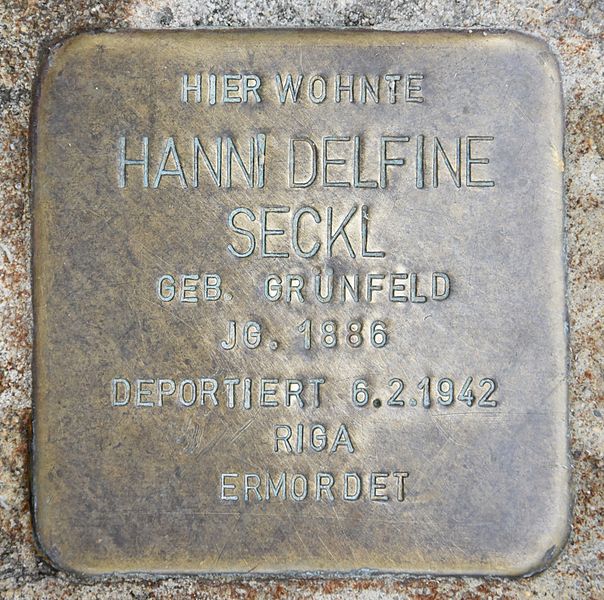 HIER WOHNTE
HANNI DELFINE
SECKL
GEB. GRÜNFELD
JG. 1886
DEPORTIERT 6.2.1942
RIGA
ERMORDET